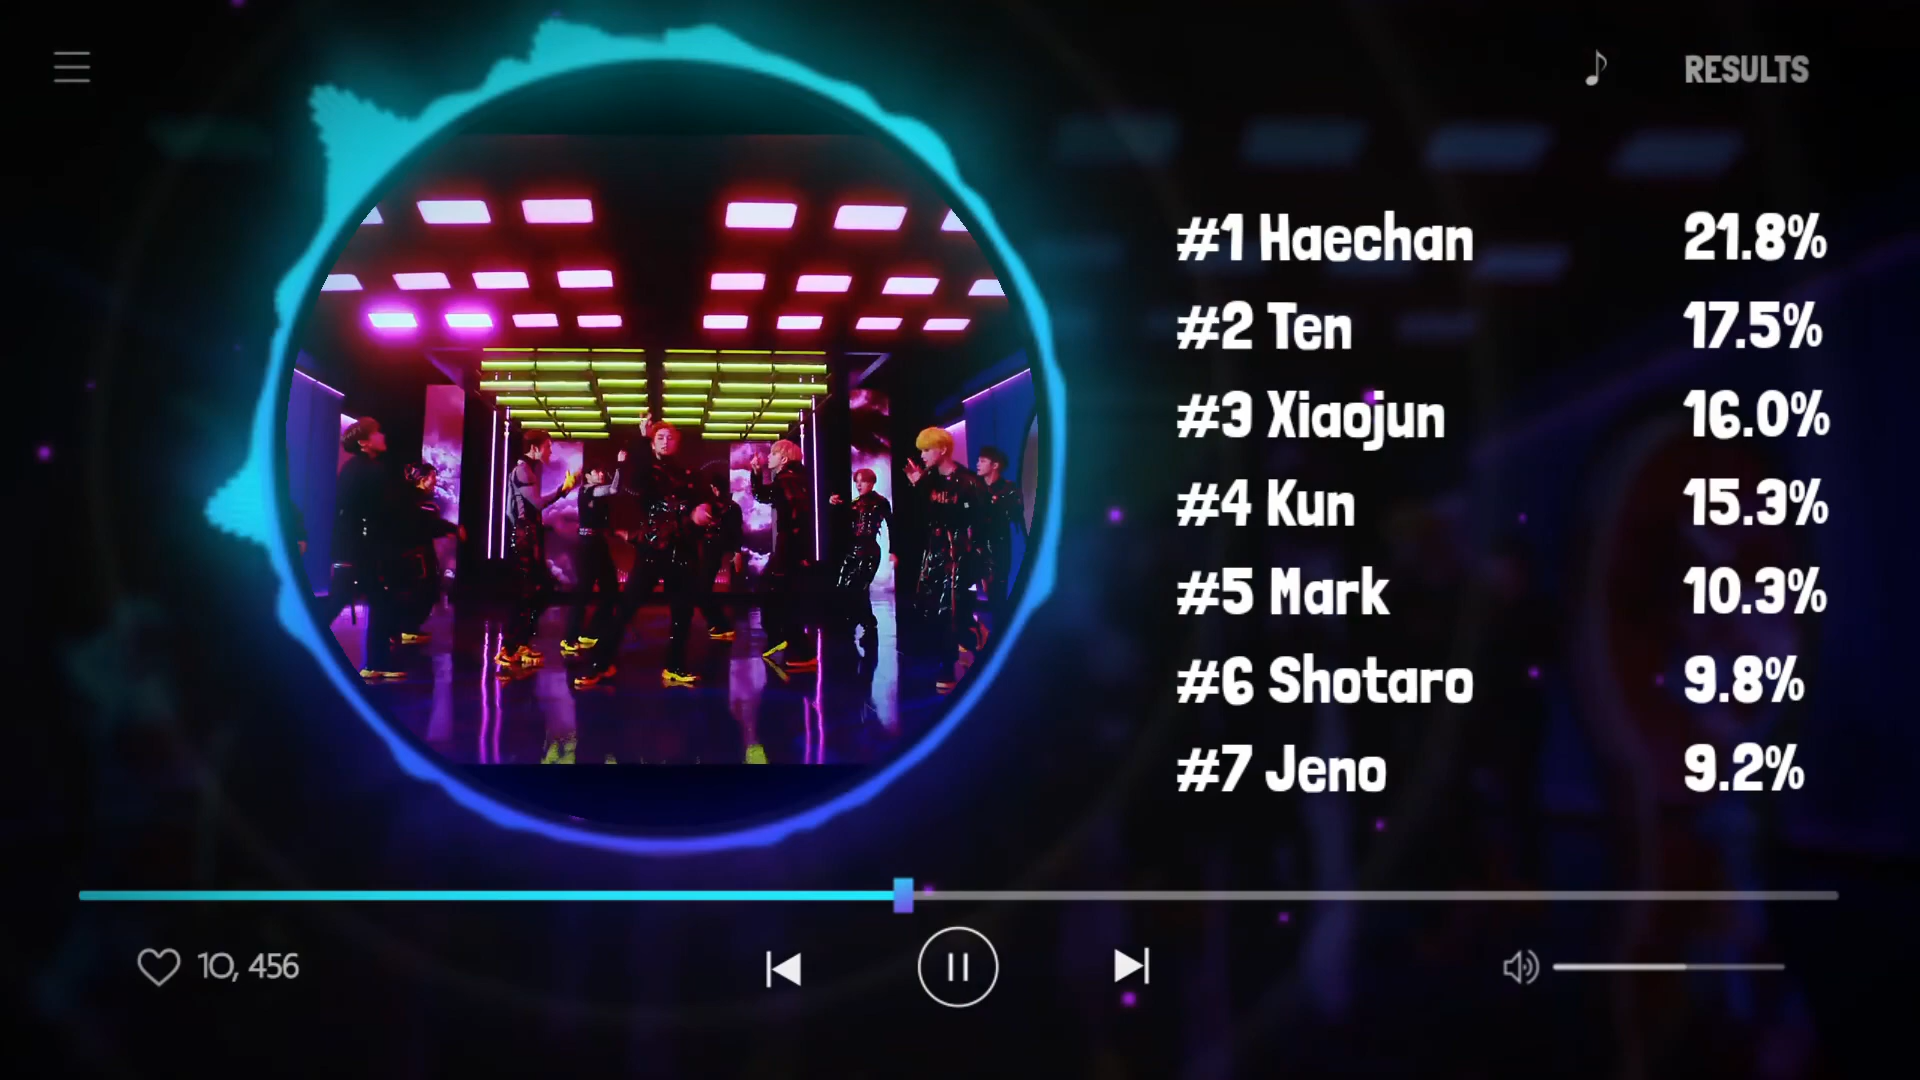 RESULTS
#1 Haechan 21.8%
#2 Ten 17.5%
#3 Xiaojun 16.0%
#4 Kun 15.3%
#5 Mark 10.3%
#6 Shotaro 9.8%
#7 Jeno 9.2%
10, 456